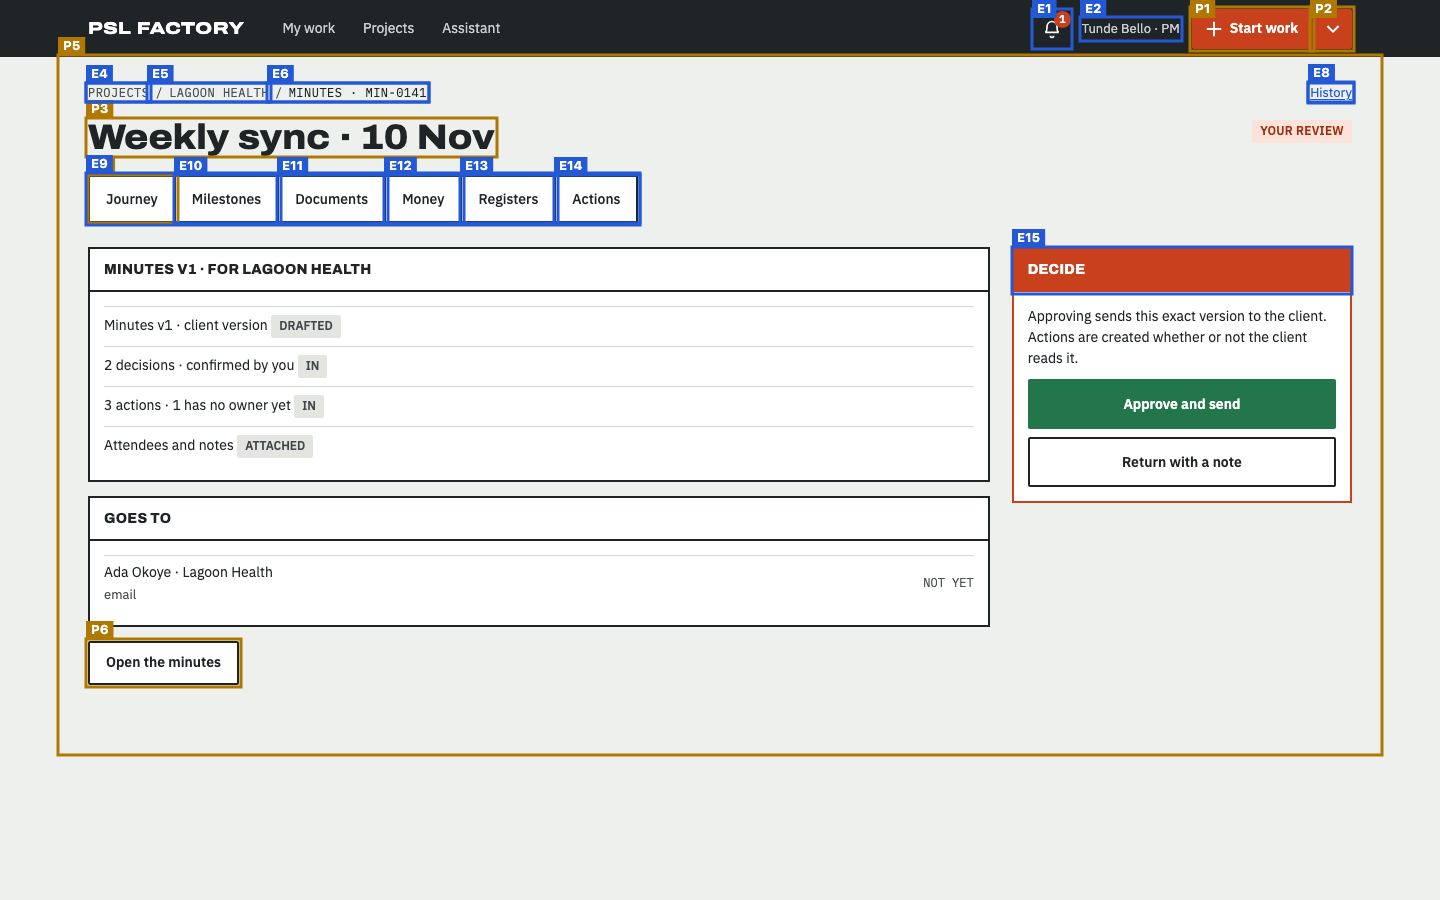 E1 1 E2 P1 P2
PSL FACTORY My work Projects Assistant Tunde Bello · PM Start work
P5
E4 E5 E6 E8
PROJECTS / LAGOON HEALTH / MINUTES · MIN-0141 History
P3
Weekly sync · 10 Nov YOUR REVIEW
E9 E10 E11 E12 E13 E14
Journey Milestones Documents Money Registers Actions
E15
MINUTES V1 · FOR LAGOON HEALTH
Minutes v1 · client version DRAFTED
2 decisions · confirmed by you IN
3 actions · 1 has no owner yet IN
Attendees and notes ATTACHED
DECIDE
Approving sends this exact version to the client.
Actions are created whether or not the client
reads it.
Approve and send
Return with a note
GOES TO
Ada Okoye · Lagoon Health
email
NOT YET
P6
Open the minutes